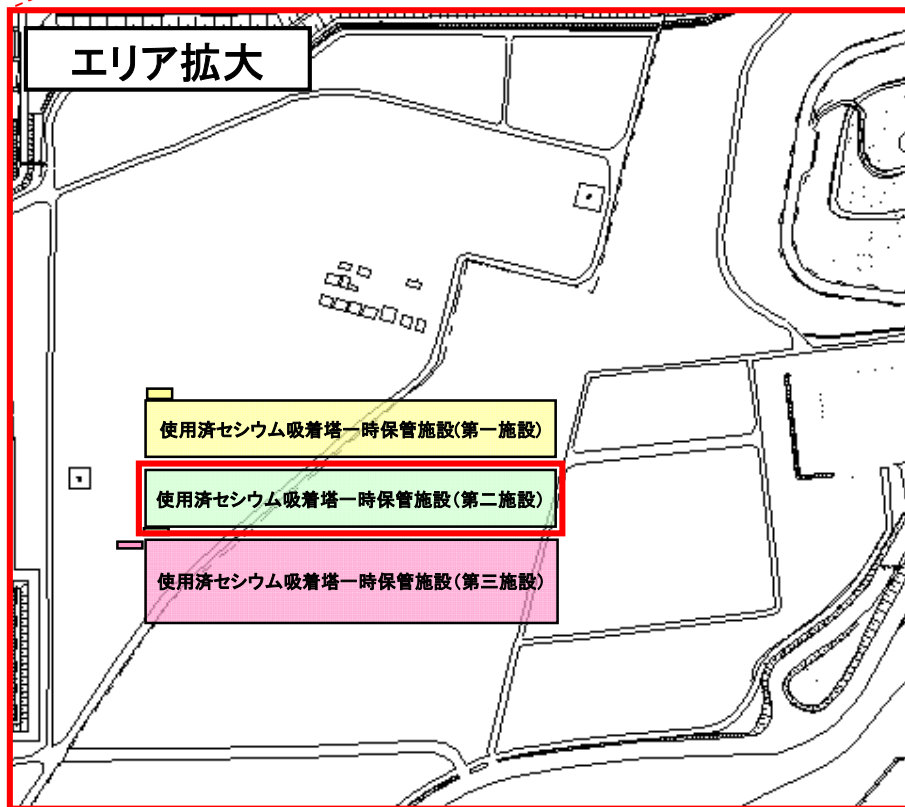 エリア拡大
使用済セシウム吸着塔一時保管施設(第一施設)
使用済セシウム吸着塔一時保管施設(第二施設)
使用済セシウム吸着塔一時保管施設(第三施設)